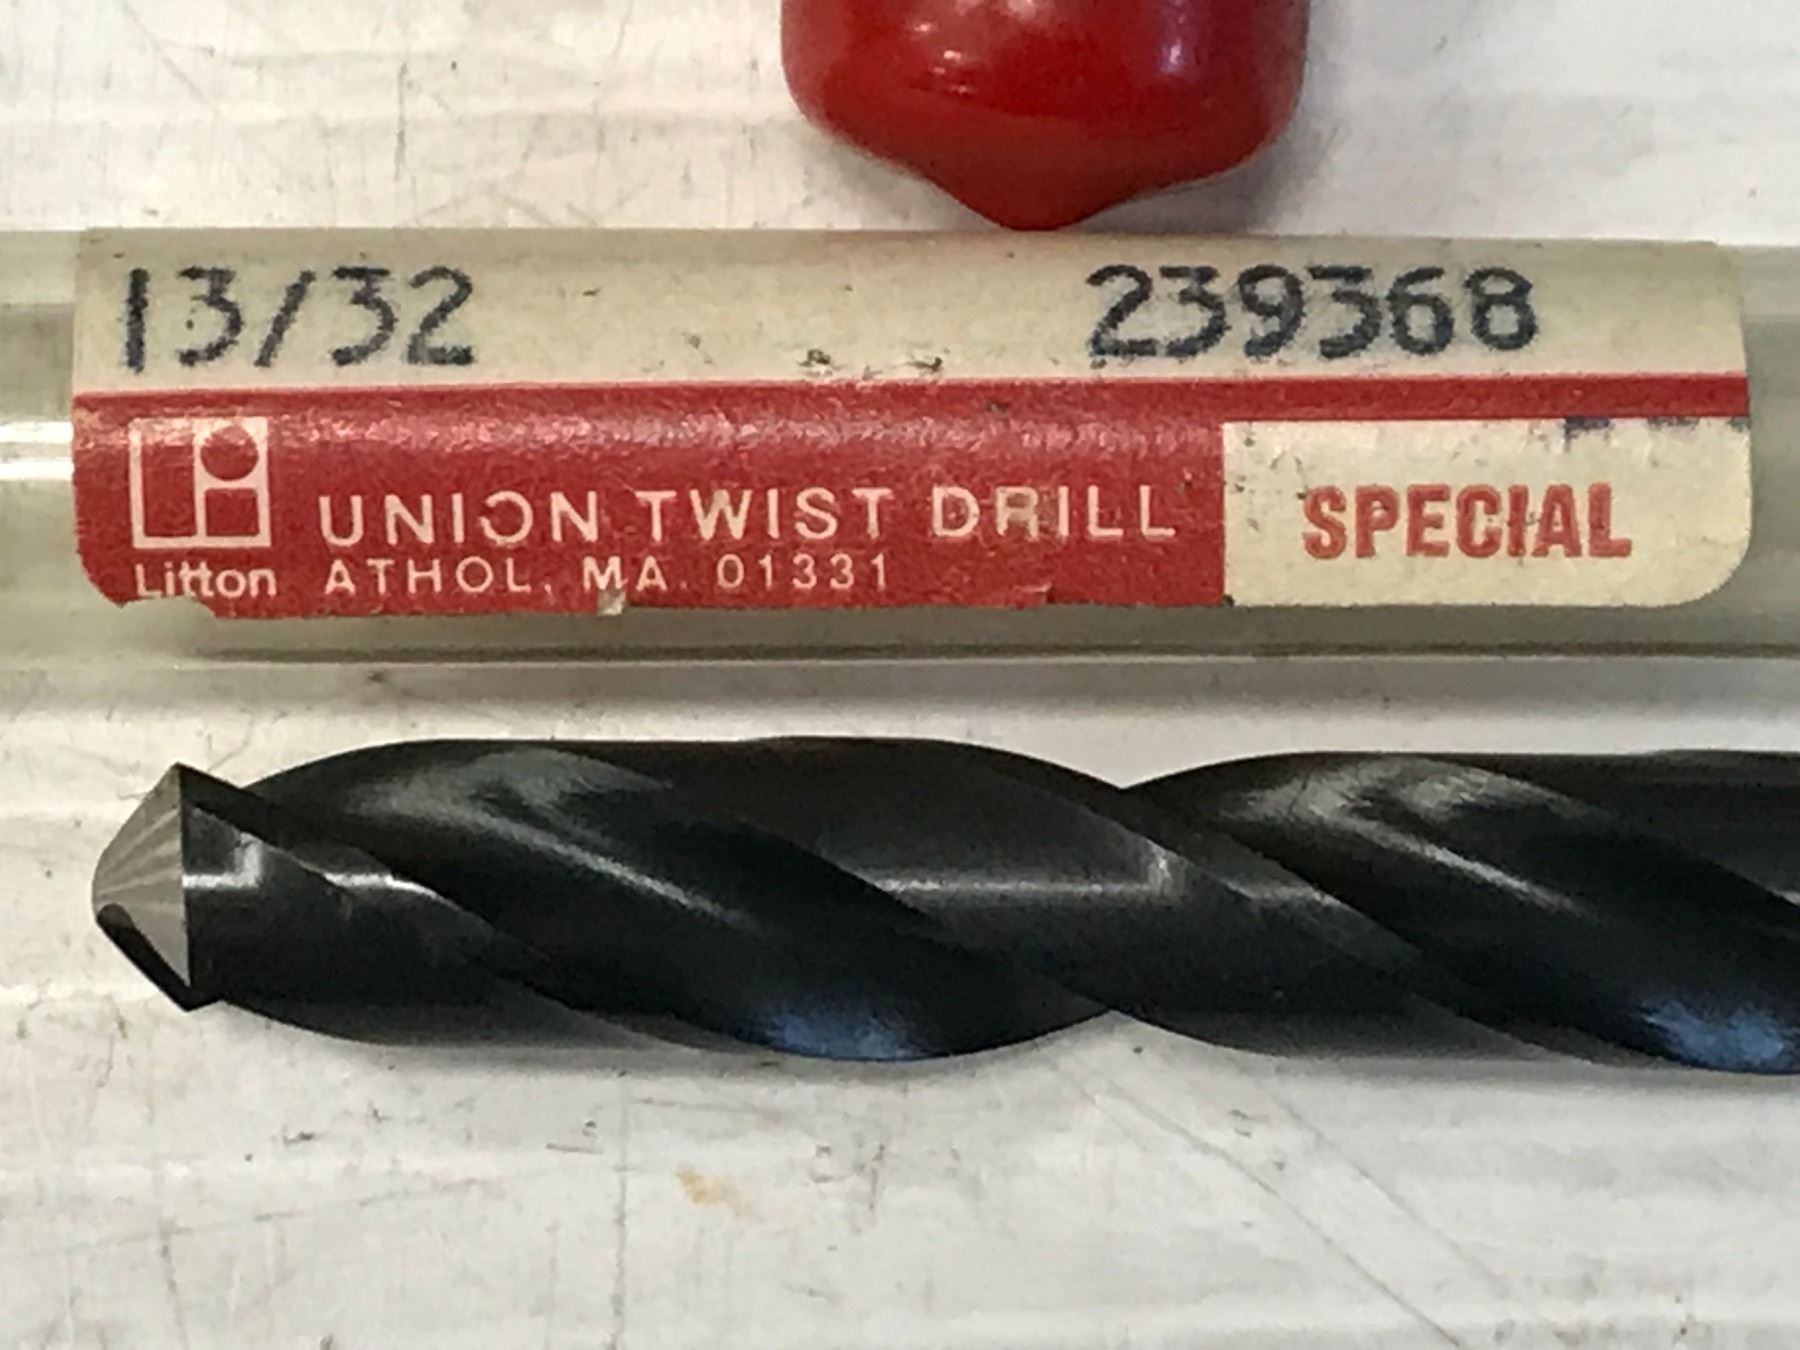 13/32 239368
UNION TWIST DRILL SPECIAL
Litton ATHOL, MA. 01331